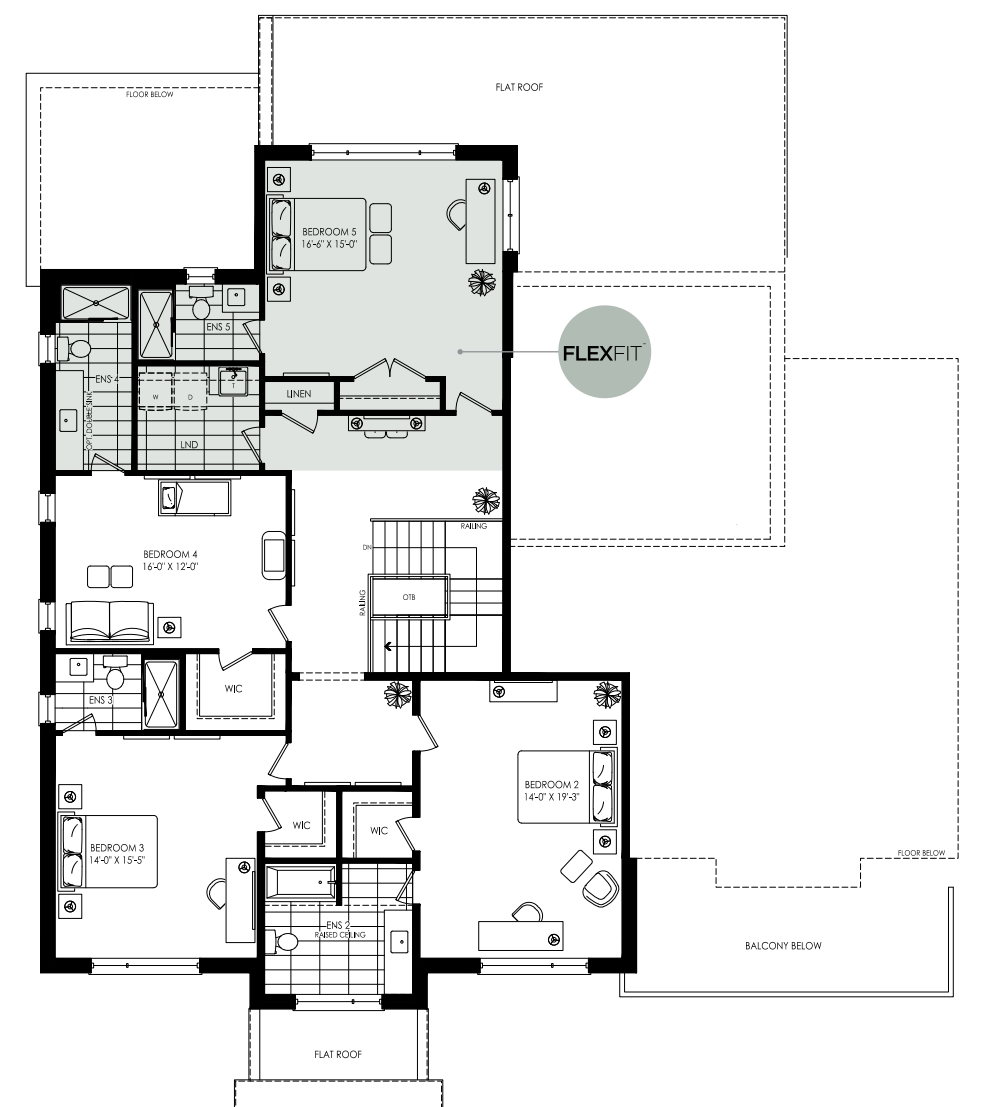 FLAT ROOF
FLOOR BELOW
BEDROOM 5
16'-6" X 15'-0"
ENS 5
FLEXFIT
ENS 4
OPT. DOUBLE SINK
W
D
T
LINEN
LND
RAILING
DN
BEDROOM 4
16'-0" X 12'-0"
RAILING
OTB
WIC
ENS 3
BEDROOM 2
14'-0" X 19'-3"
WIC
WIC
BEDROOM 3
14'-0" X 15'-5"
FLOOR BELOW
ENS 2
RAISED CEILING
BALCONY BELOW
FLAT ROOF